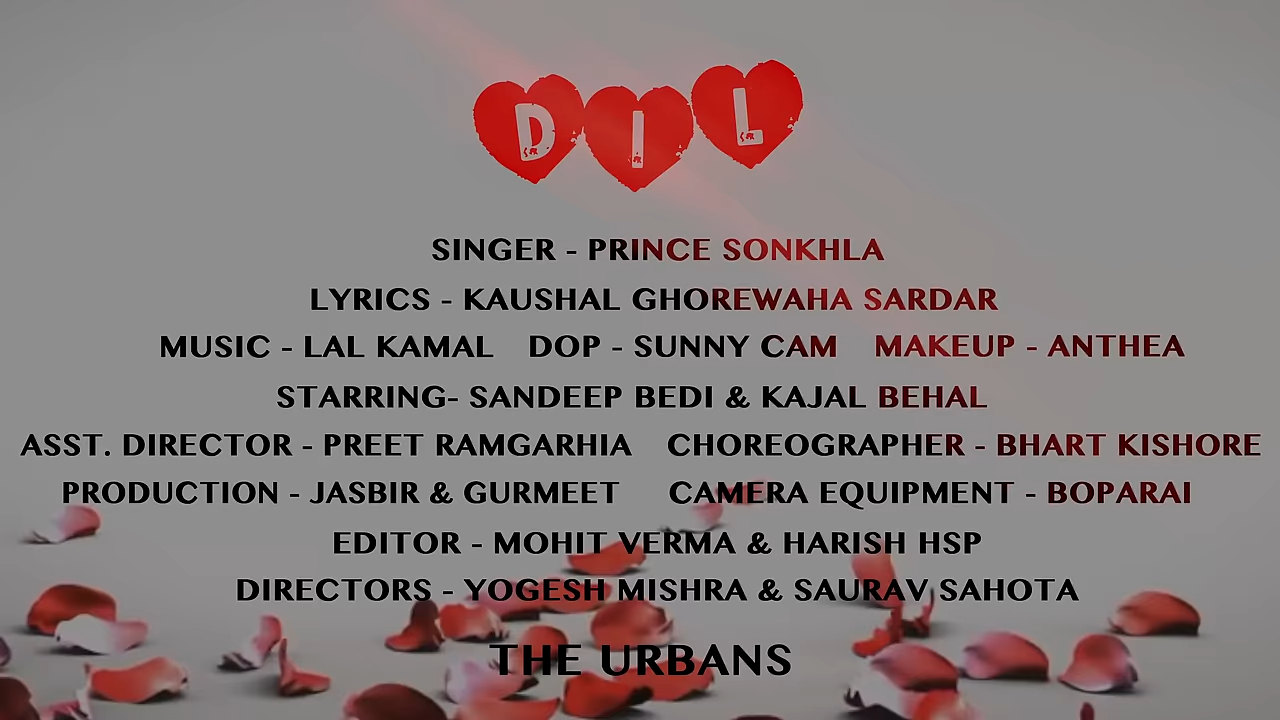 DIL
SINGER - PRINCE SONKHLA
LYRICS - KAUSHAL GHOREWAHA SARDAR
MUSIC - LAL KAMAL DOP - SUNNY CAM MAKEUP - ANTHEA
STARRING- SANDEEP BEDI & KAJAL BEHAL
ASST. DIRECTOR - PREET RAMGARHIA CHOREOGRAPHER - BHART KISHORE
PRODUCTION - JASBIR & GURMEET CAMERA EQUIPMENT - BOPARAI
EDITOR - MOHIT VERMA & HARISH HSP
DIRECTORS - YOGESH MISHRA & SAURAV SAHOTA
THE URBANS